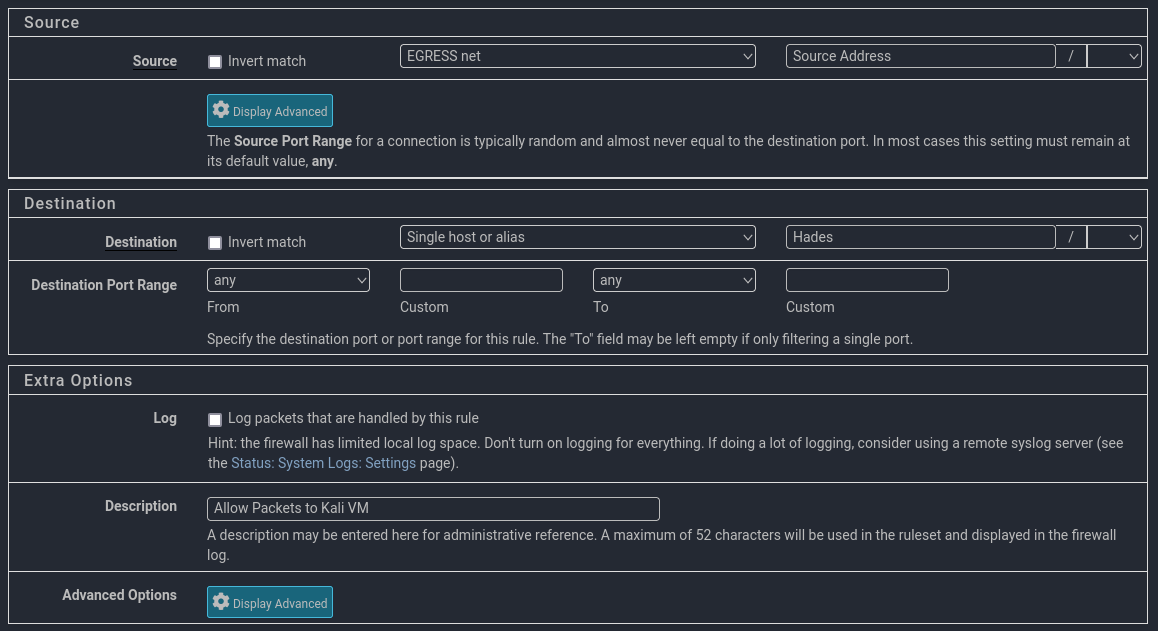 Source
Source Invert match EGRESS net Source Address /
Display Advanced
The Source Port Range for a connection is typically random and almost never equal to the destination port. In most cases this setting must remain at
its default value, any.
Destination
Destination Invert match Single host or alias Hades /
Destination Port Range any any
From Custom To Custom
Specify the destination port or port range for this rule. The "To" field may be left empty if only filtering a single port.
Extra Options
Log Log packets that are handled by this rule
Hint: the firewall has limited local log space. Don't turn on logging for everything. If doing a lot of logging, consider using a remote syslog server (see
the Status: System Logs: Settings page).
Description Allow Packets to Kali VM
A description may be entered here for administrative reference. A maximum of 52 characters will be used in the ruleset and displayed in the firewall
log.
Advanced Options Display Advanced